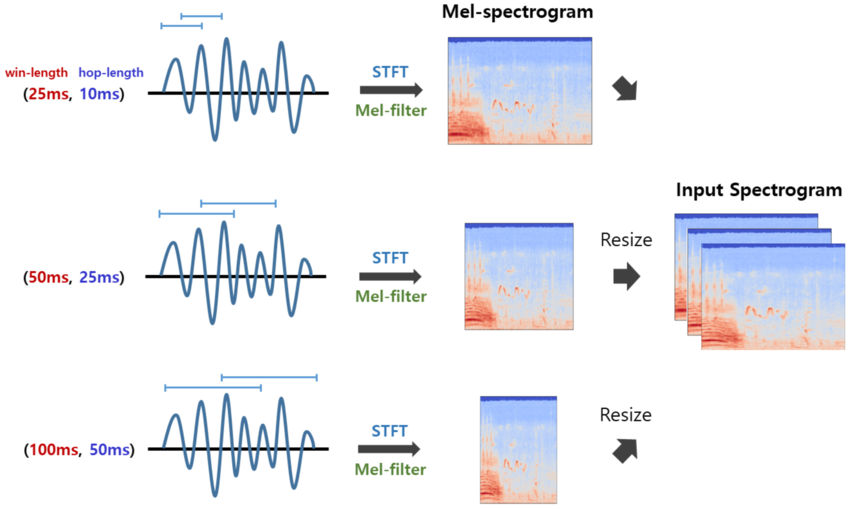 Mel-spectrogram
win-length hop-length
(25ms, 10ms)
STFT
Mel-filter
Input Spectrogram
(50ms, 25ms)
STFT
Mel-filter
Resize
(100ms, 50ms)
STFT
Mel-filter
Resize